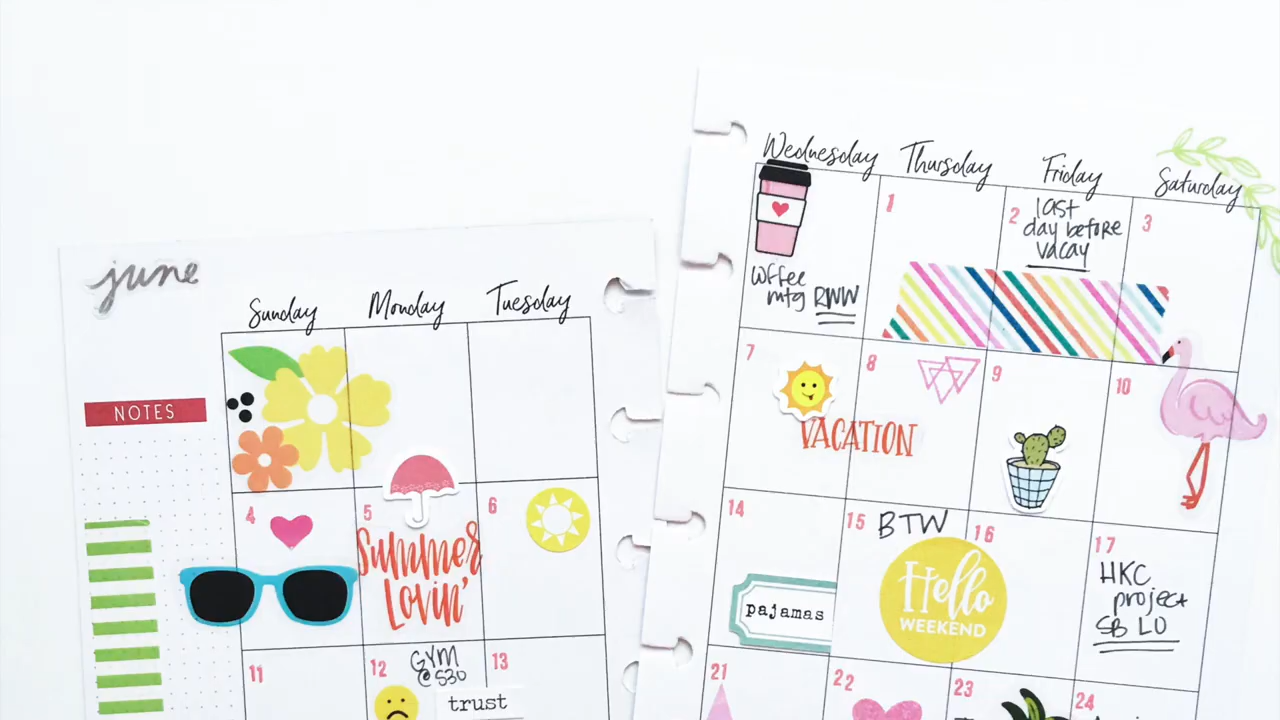 june
Sunday Monday Tuesday
NOTES
4 5 6
Summer
Lovin'
11 12 13
GYM
@ 530
trust
Wednesday Thursday Friday Saturday
1 2 3
last
day before
vacay
coffee
mtg RWW
7 8 9 10
VACATION
14 15 16 17
BTW
Hello
WEEKEND
pajamas
HKC
project
SB LO
21 22 23 24